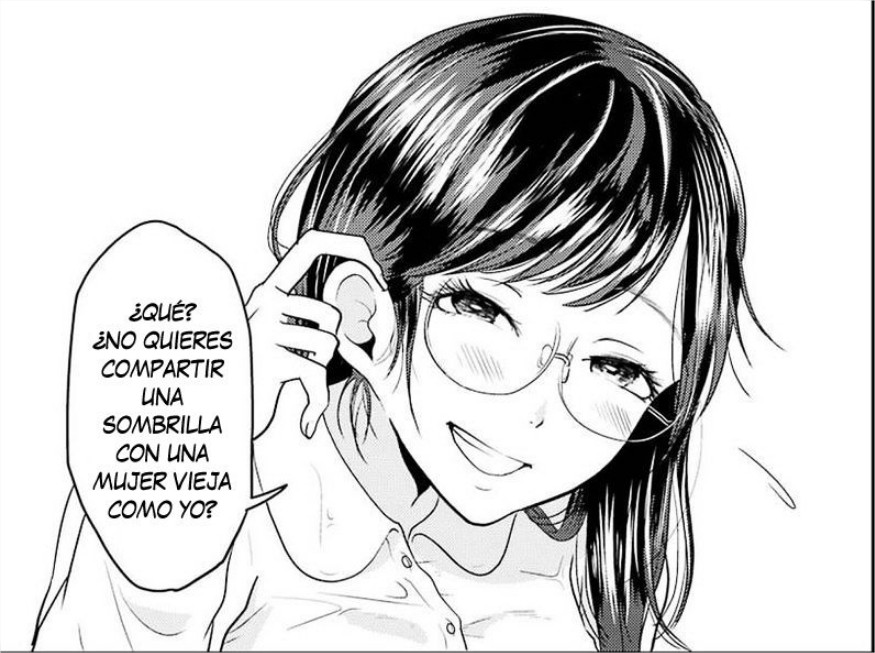 ¿QUÉ?
¿NO QUIERES
COMPARTIR
UNA
SOMBRILLA
CON UNA
MUJER VIEJA
COMO YO?